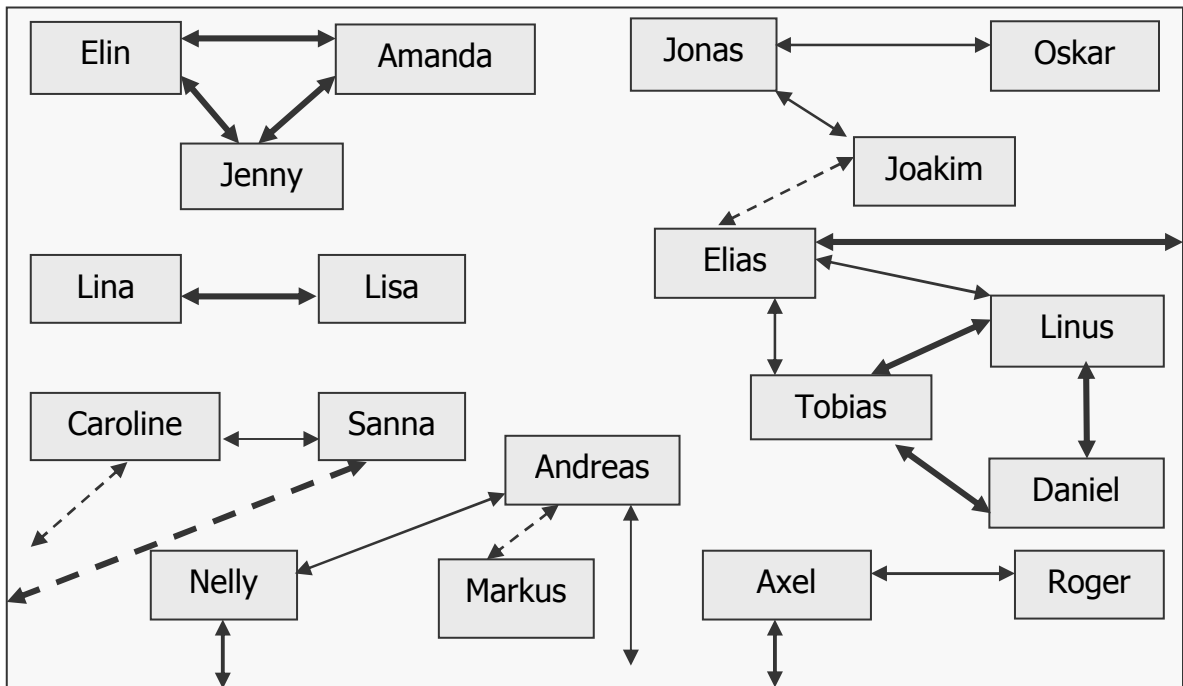 Elin
Amanda
Jonas
Oskar
Jenny
Joakim
Elias
Lina
Lisa
Linus
Tobias
Caroline
Sanna
Andreas
Daniel
Nelly
Markus
Axel
Roger